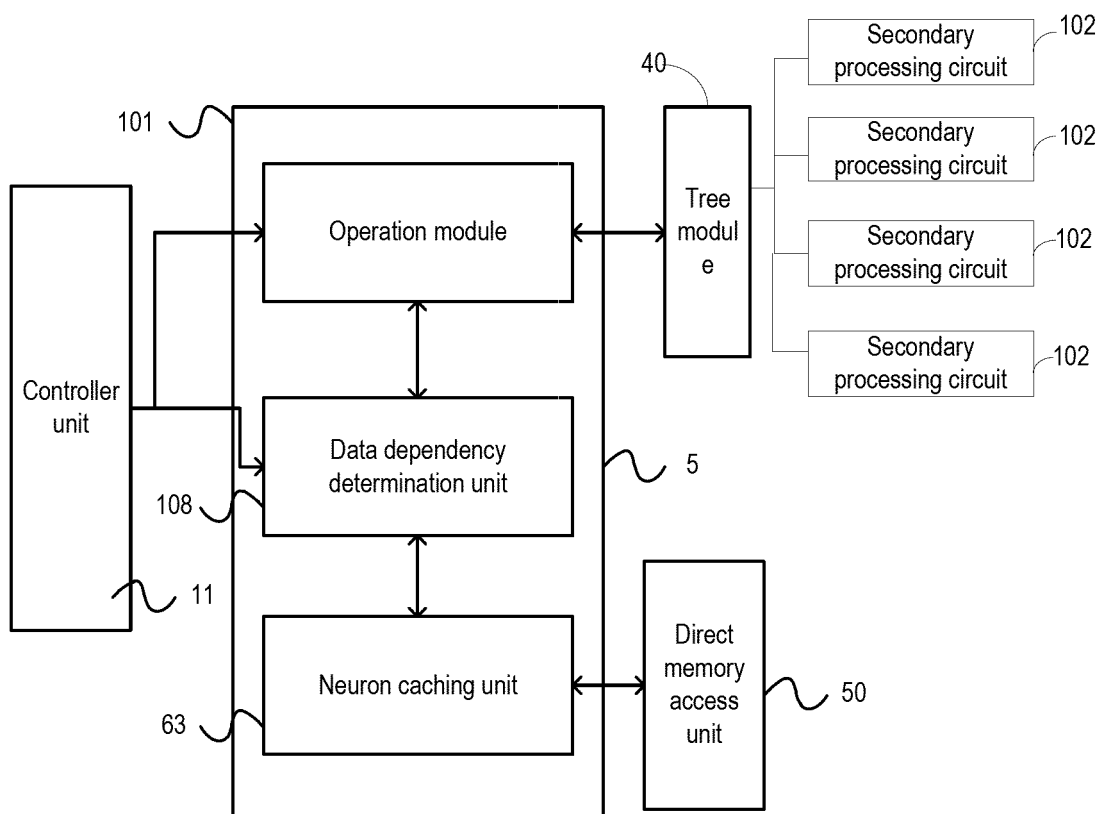 Secondary
processing circuit
102
40
101
Secondary
processing circuit
102
Operation module
Tree
modul
e
Secondary
processing circuit
102
Secondary
processing circuit
102
Controller
unit
Data dependency
determination unit
5
108
11
Neuron caching unit
Direct
memory
access
unit
50
63